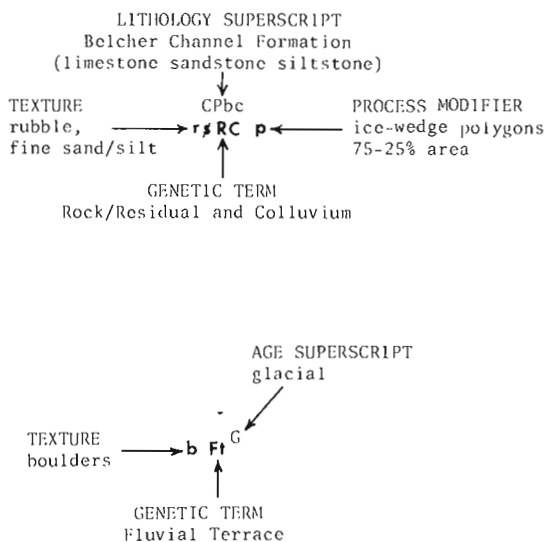 LITHOLOGY SUPERSCRIPT
Belcher Channel Formation
(limestone sandstone siltstone)
TEXTURE
rubble,
fine sand/silt
CPbc
r$RC p
PROCESS MODIFIER
ice-wedge polygons
75-25% area
GENETIC TERM
Rock/Residual and Colluvium
AGE SUPERSCRIPT
glacial
TEXTURE
boulders
b Ft G
GENETIC TERM
Fluvial Terrace